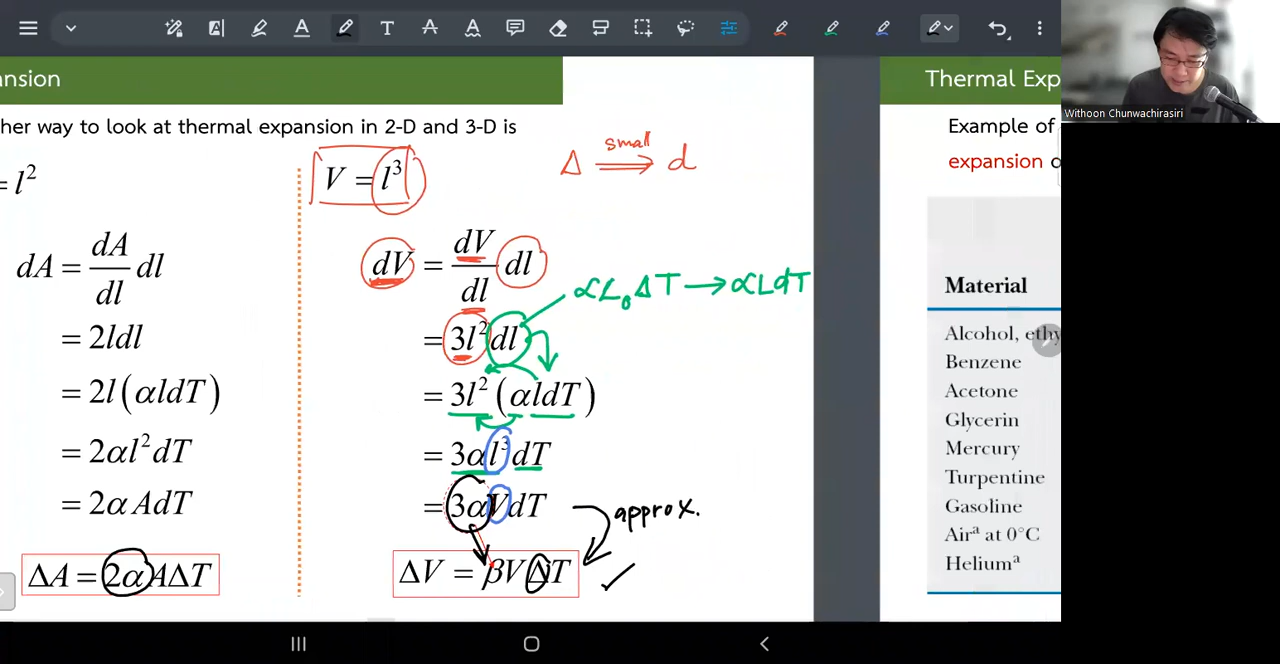 Withoon Chunwachirasiri
nsion
her way to look at thermal expansion in 2-D and 3-D is
= l²
dA = dA/dl dl
= 2ldl
= 2l(αldT)
= 2αl²dT
= 2αAdT
ΔA = 2αAΔT
V = l³
Δ small ⟹ d
dV = dV/dl dl
αL₀ΔT → αLdT
= 3l²dl
= 3l²(αldT)
= 3αl³dT
= 3αVdT
approx.
ΔV = βVΔT ✓
Thermal Exp
Example of
expansion o
Material
Alcohol, ethy
Benzene
Acetone
Glycerin
Mercury
Turpentine
Gasoline
Airᵃ at 0°C
Heliumᵃ